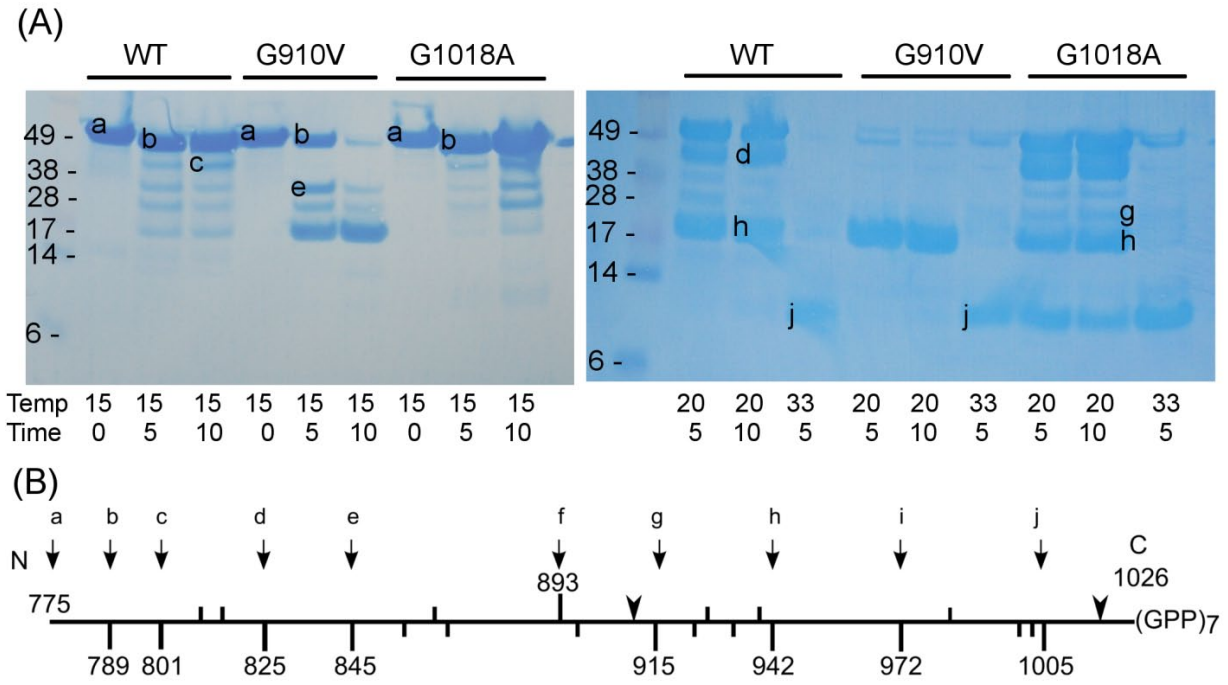 (A)
WT G910V G1018A WT G910V G1018A
49 - a b a b a b 49 -
c d
38 - 38 -
28 - e 28 -
g
17 - 17 - h h
14 - 14 -
j j
6 - 6 -
Temp 15 15 15 15 15 15 15 15 15 20 20 33 20 20 33 20 20 33
Time 0 5 10 0 5 10 0 5 10 5 10 5 5 10 5 5 10 5
(B)
a b c d e f g h i j
N C
893 1026
775 (GPP)7
789 801 825 845 915 942 972 1005